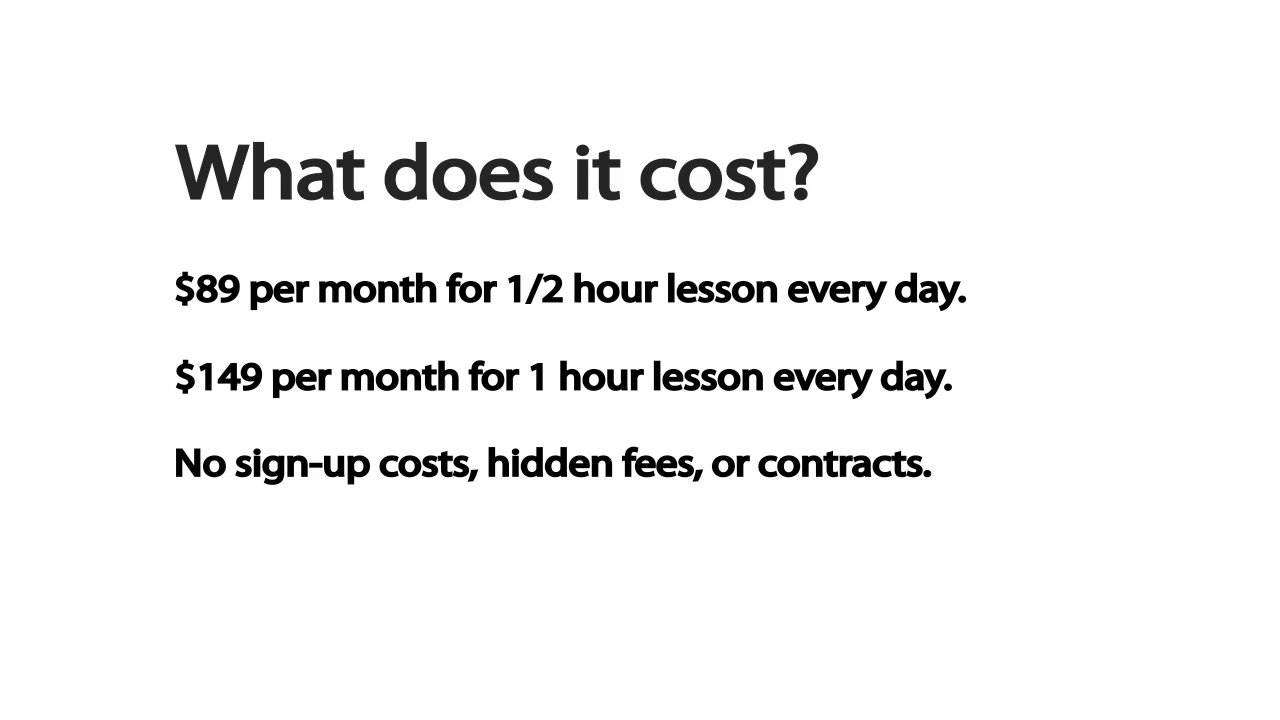 What does it cost?
$89 per month for 1/2 hour lesson every day.
$149 per month for 1 hour lesson every day.
No sign-up costs, hidden fees, or contracts.